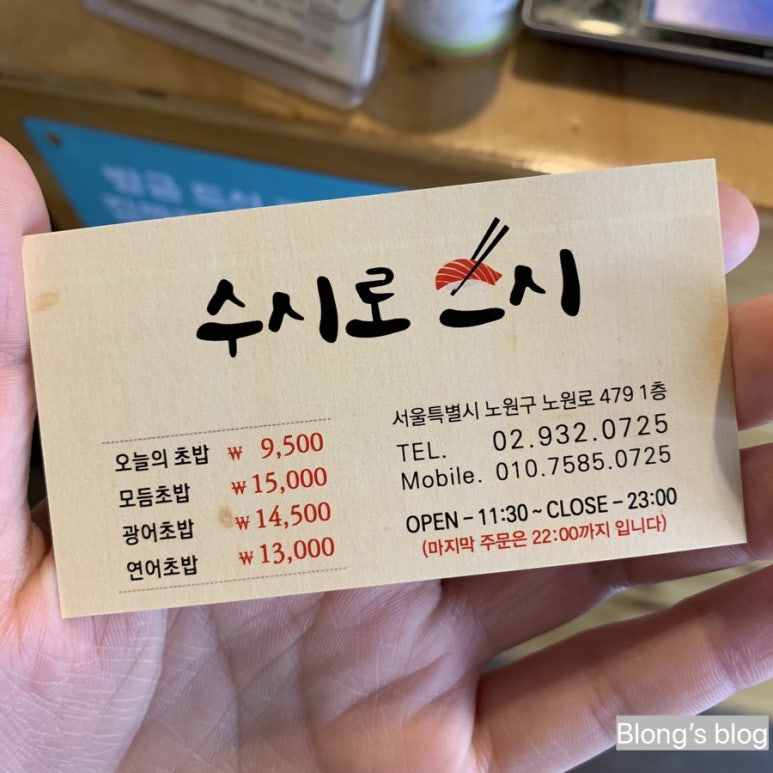 수시로 스시
오늘의 초밥 ₩ 9,500
모듬초밥 ₩ 15,000
광어초밥 ₩ 14,500
연어초밥 ₩ 13,000
서울특별시 노원구 노원로 479 1층
TEL. 02.932.0725
Mobile. 010.7585.0725
OPEN – 11:30 ~ CLOSE – 23:00
(마지막 주문은 22:00까지 입니다)
Blong's blog